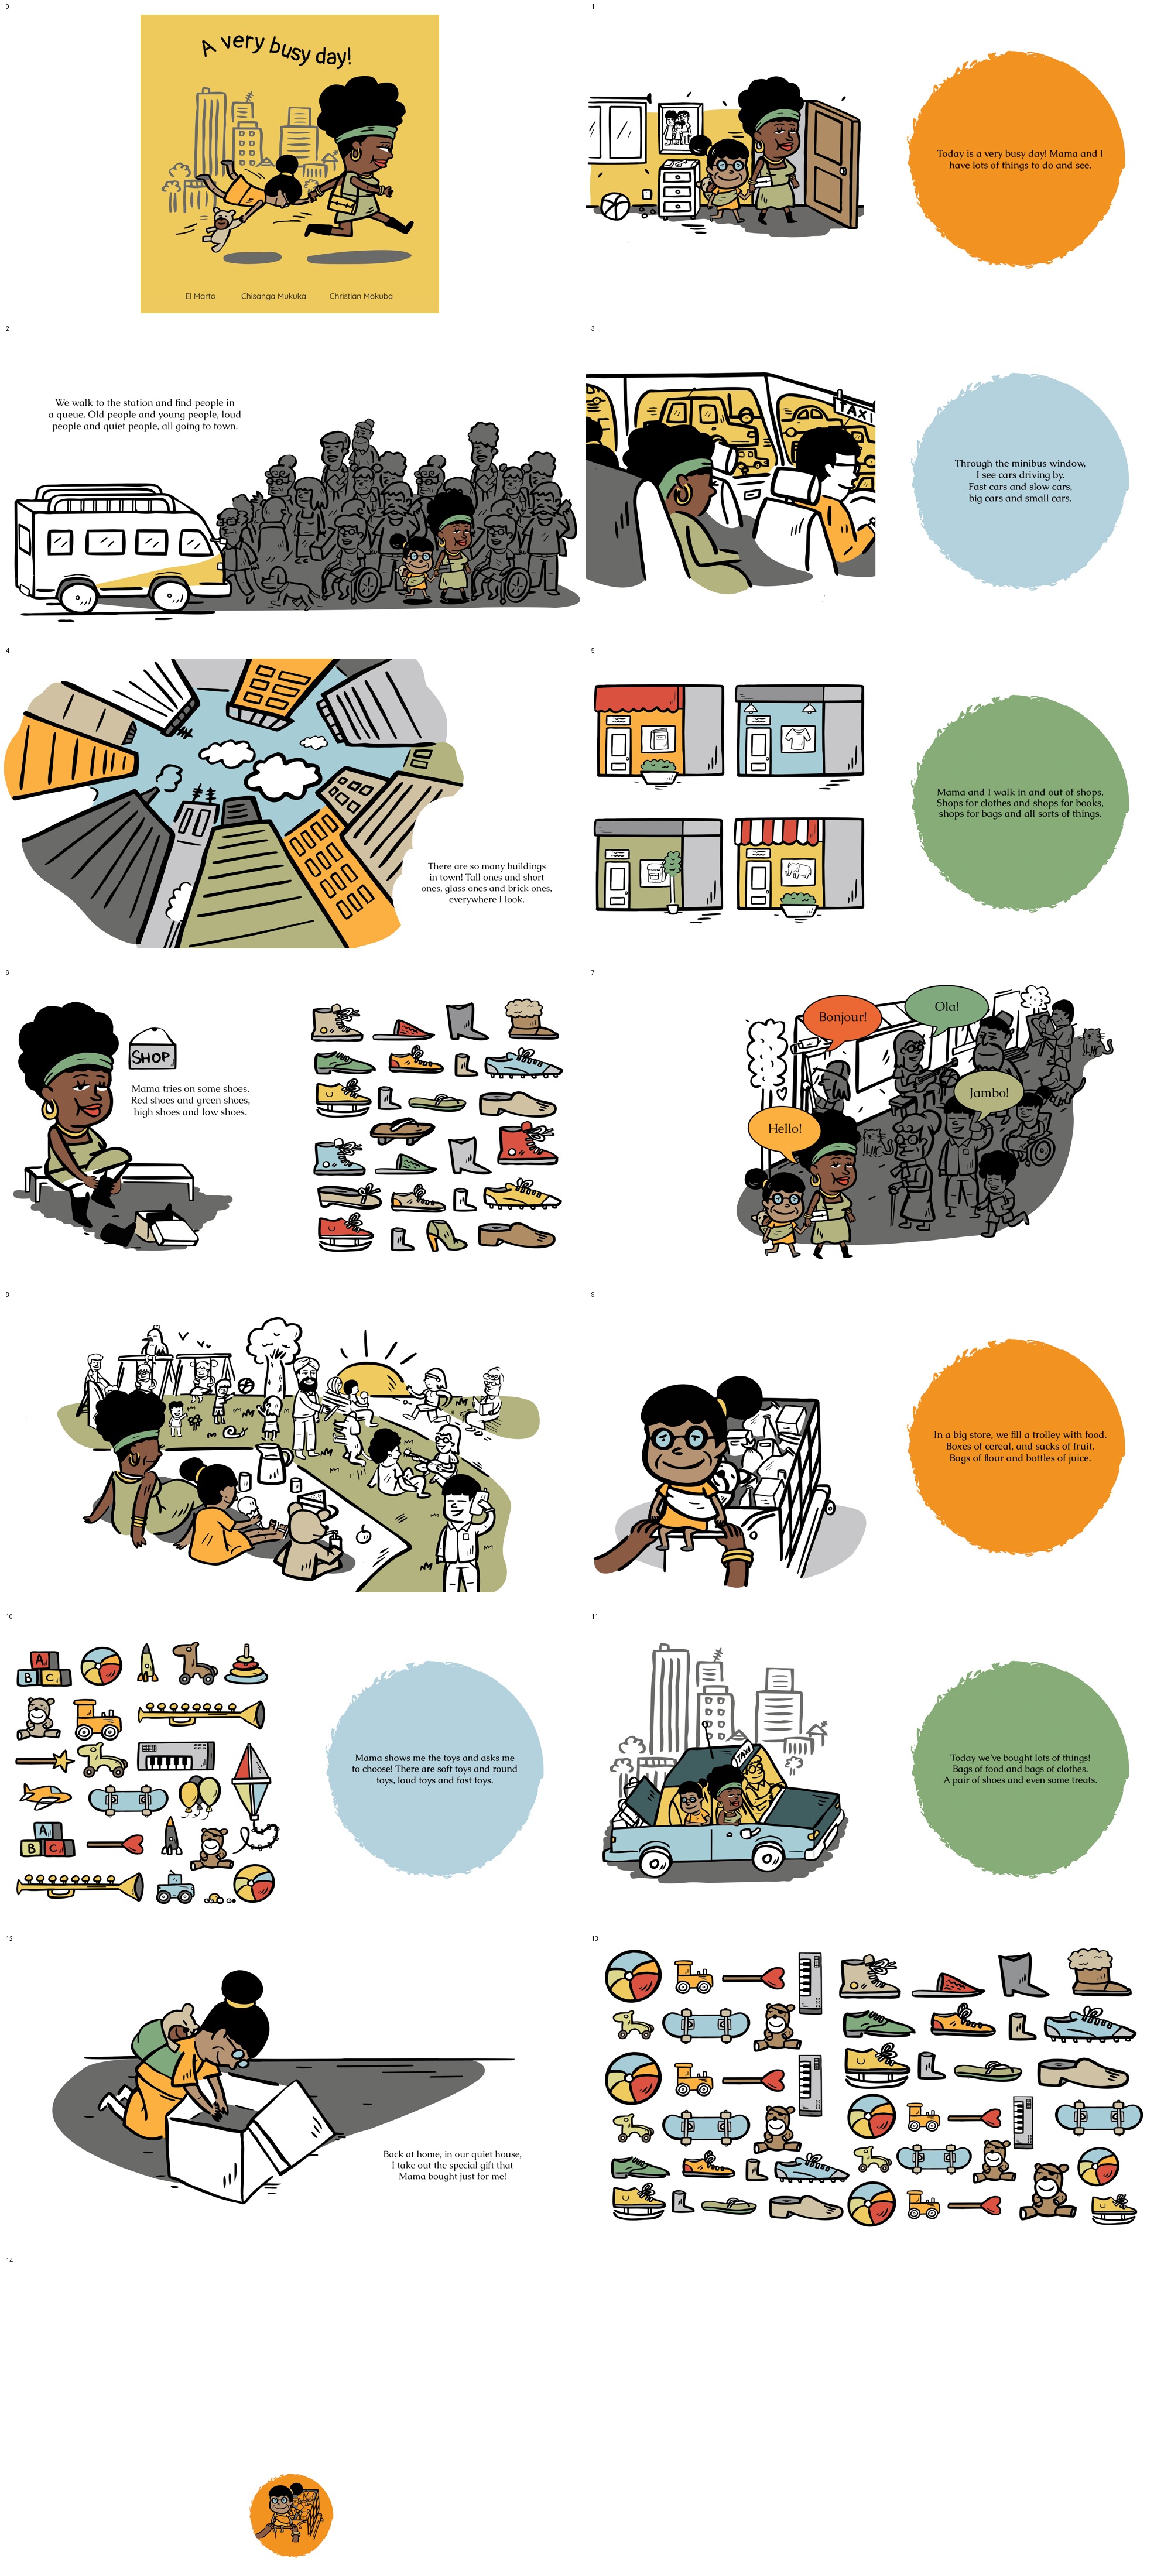 0
A very busy day!
El Marto Chisanga Mukuka Christian Mokuba
1
Today is a very busy day! Mama and I
have lots of things to do and see.
2
We walk to the station and find people in
a queue. Old people and young people, loud
people and quiet people, all going to town.
3
TAXI
Through the minibus window,
I see cars driving by.
Fast cars and slow cars,
big cars and small cars.
4
There are so many buildings
in town! Tall ones and short
ones, glass ones and brick ones,
everywhere I look.
5
Mama and I walk in and out of shops.
Shops for clothes and shops for books,
shops for bags and all sorts of things.
6
SHOP
Mama tries on some shoes.
Red shoes and green shoes,
high shoes and low shoes.
7
Bonjour!
Ola!
Jambo!
Hello!
8
9
In a big store, we fill a trolley with food.
Boxes of cereal, and sacks of fruit.
Bags of flour and bottles of juice.
10
A
B C
A
B C
Mama shows me the toys and asks me
to choose! There are soft toys and round
toys, loud toys and fast toys.
11
TAXI
Today we've bought lots of things!
Bags of food and bags of clothes.
A pair of shoes and even some treats.
12
Back at home, in our quiet house,
I take out the special gift that
Mama bought just for me!
13
14